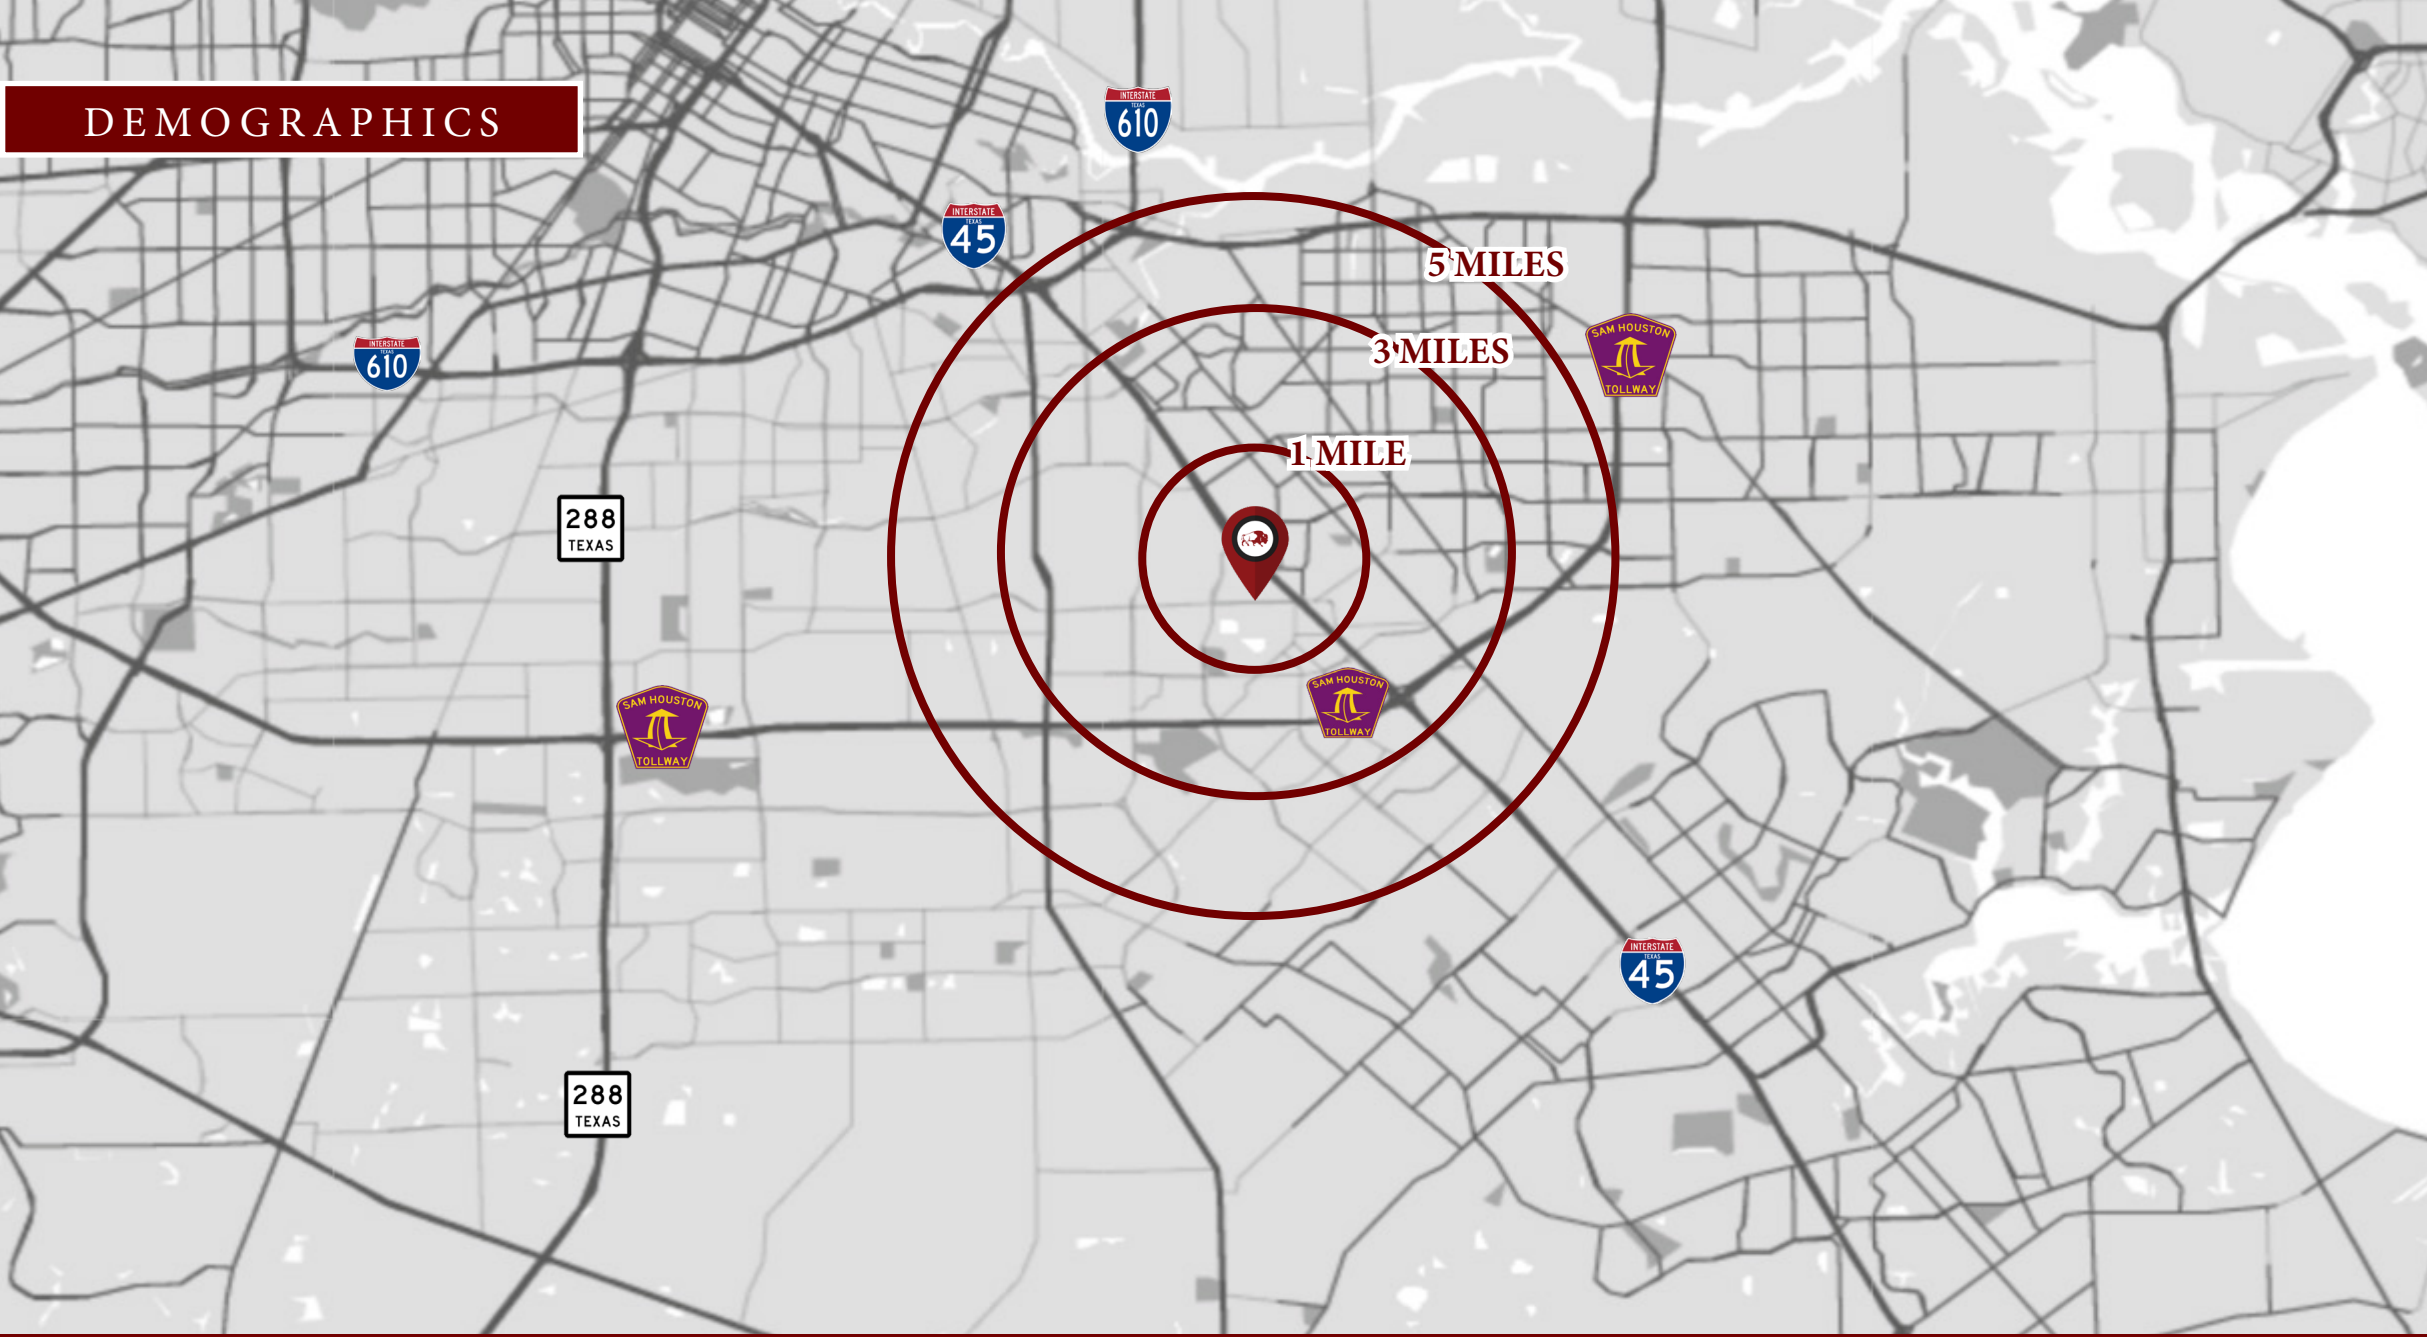 DEMOGRAPHICS
INTERSTATE
TEXAS
610
INTERSTATE
TEXAS
45
5 MILES
3 MILES
SAM HOUSTON
TOLLWAY
INTERSTATE
TEXAS
610
1 MILE
288
TEXAS
SAM HOUSTON
TOLLWAY
SAM HOUSTON
TOLLWAY
INTERSTATE
TEXAS
45
288
TEXAS